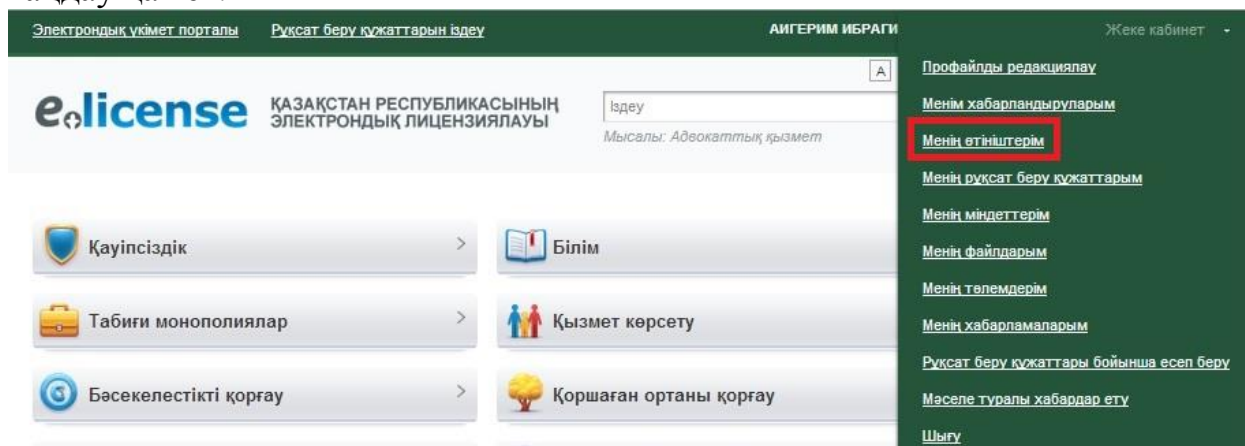 Электрондық үкімет порталы Рұқсат беру құжаттарын іздеу АИГЕРИМ ИБРАГИ Жеке кабинет
A
e.license ҚАЗАҚСТАН РЕСПУБЛИКАСЫНЫҢ
ЭЛЕКТРОНДЫҚ ЛИЦЕНЗИЯЛАУЫ
Іздеу
Мысалы: Адвокаттық қызмет
Қауіпсіздік
Білім
Табиғи монополиялар
Қызмет көрсету
Бәсекелестікті қорғау
Қоршаған ортаны қорғау
Профайлды редакциялау
Менім хабарландыруларым
Менің өтініштерім
Менің рұқсат беру құжаттарым
Менің міндеттерім
Менің файлдарым
Менің төлемдерім
Менің хабарламаларым
Рұқсат беру құжаттары бойынша есеп беру
Мәселе туралы хабардар ету
Шығу